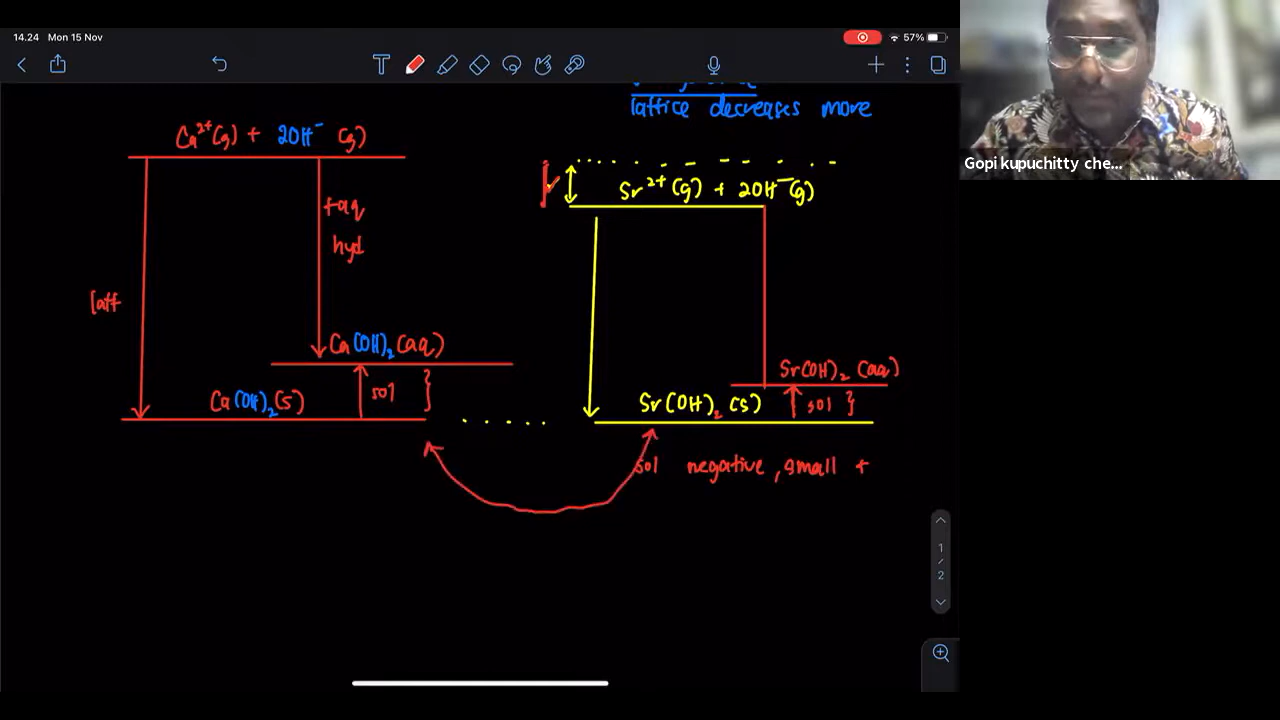 14.24 Mon 15 Nov
57%
lattice decreases more
Ca²⁺(g) + 2OH⁻ (g)
Sr²⁺(g) + 2OH⁻(g)
Gopi kupuchitty che...
+aq
hyd
latt
Ca(OH)₂(aq)
Sr(OH)₂ (aq)
Ca(OH)₂(s)
sol }
Sr(OH)₂ (s)
sol }
sol negative, small +
1
/
2